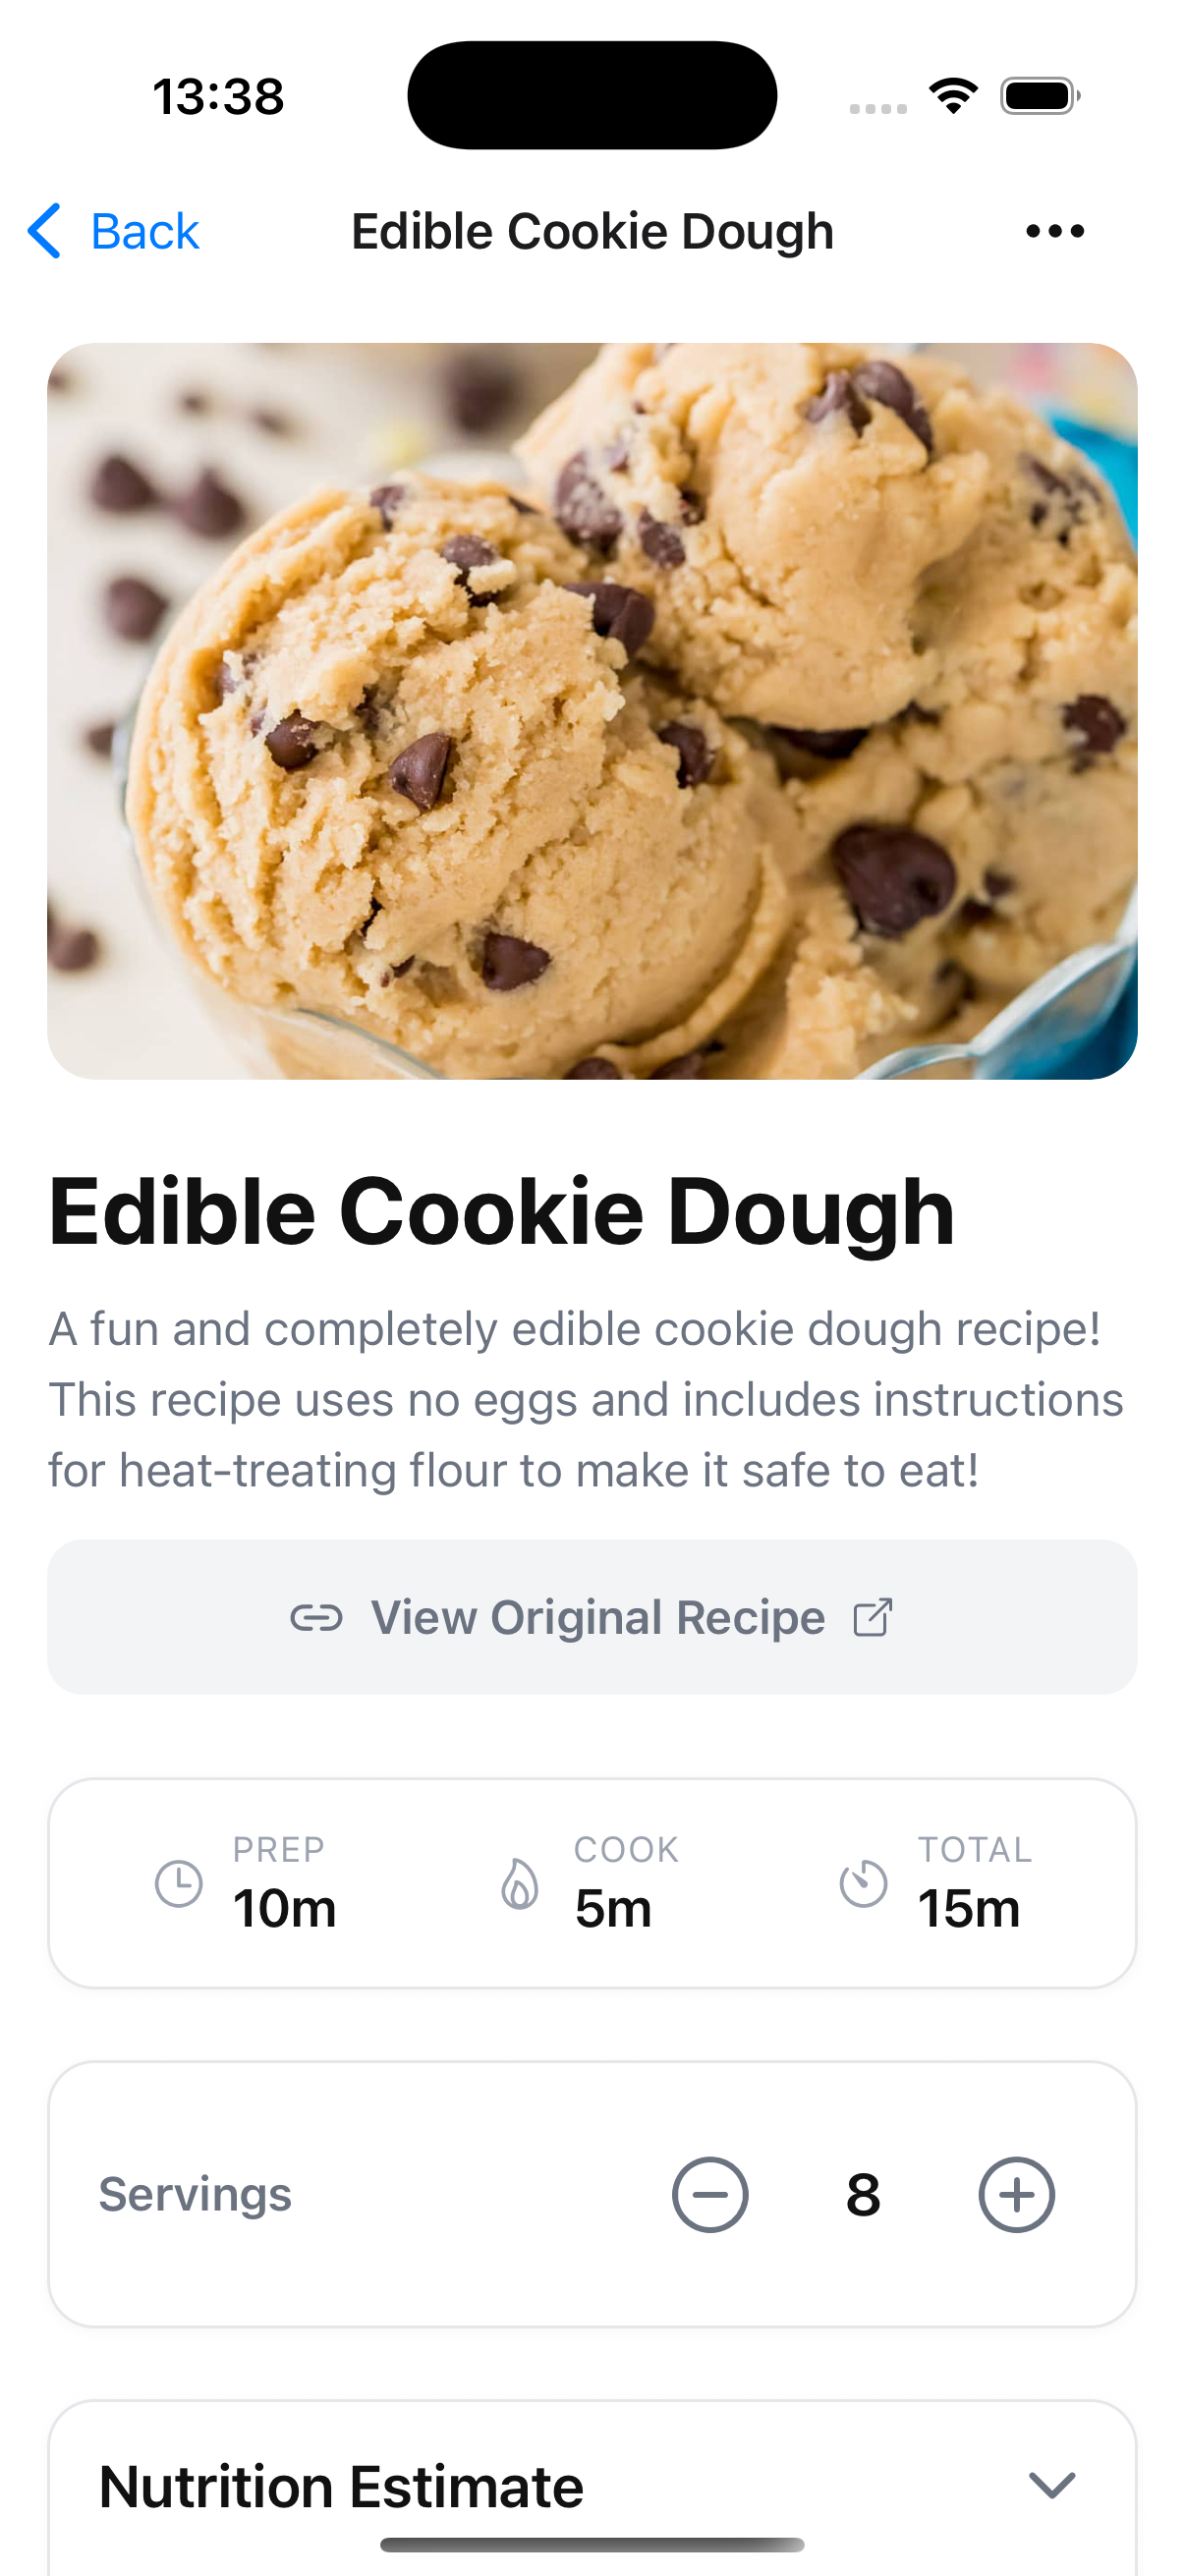 13:38
Back
Edible Cookie Dough
Edible Cookie Dough
A fun and completely edible cookie dough recipe!
This recipe uses no eggs and includes instructions
for heat-treating flour to make it safe to eat!
View Original Recipe
PREP
10m
COOK
5m
TOTAL
15m
Servings
8
Nutrition Estimate